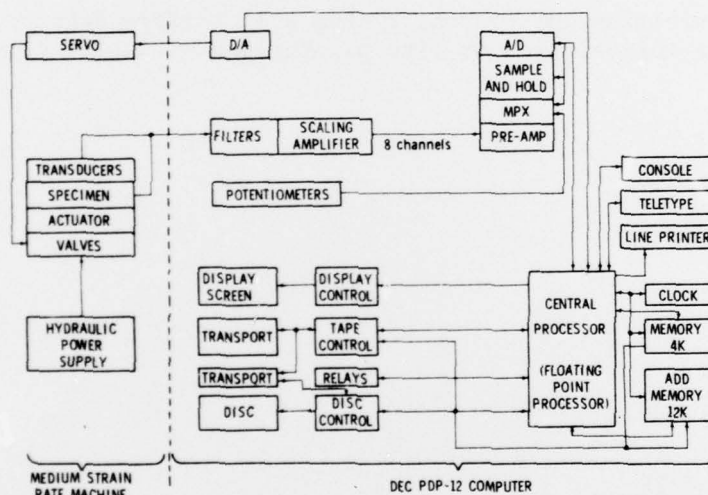 SERVO
D/A
A/D
SAMPLE
AND HOLD
MPX
PRE-AMP
FILTERS
SCALING
AMPLIFIER
8 channels
TRANSDUCERS
SPECIMEN
ACTUATOR
VALVES
POTENTIOMETERS
CONSOLE
TELETYPE
LINE PRINTER
HYDRAULIC
POWER
SUPPLY
DISPLAY
SCREEN
DISPLAY
CONTROL
TRANSPORT
TAPE
CONTROL
TRANSPORT
RELAYS
DISC
DISC
CONTROL
CENTRAL
PROCESSOR
(FLOATING
POINT
PROCESSOR)
CLOCK
MEMORY
4K
ADD
MEMORY
12K
MEDIUM STRAIN
RATE MACHINE
DEC PDP-12 COMPUTER